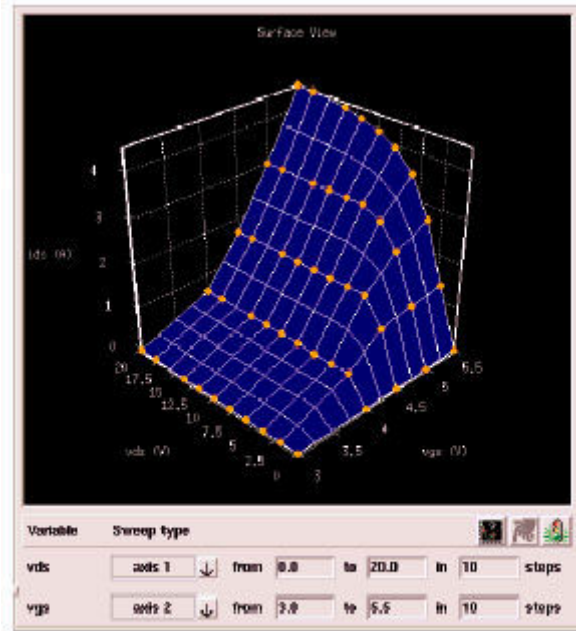 Surface View
4
3
ids (A)
2
1
0
20
17.5
15
12.5
10
7.5
5
2.5
0
vds (V)
5.5
5
4.5
4
3.5
3
vgs (V)
Variable Sweep type
vds axis 1 from 0.0 to 20.0 in 10 steps
vgs axis 2 from 3.0 to 5.5 in 10 steps